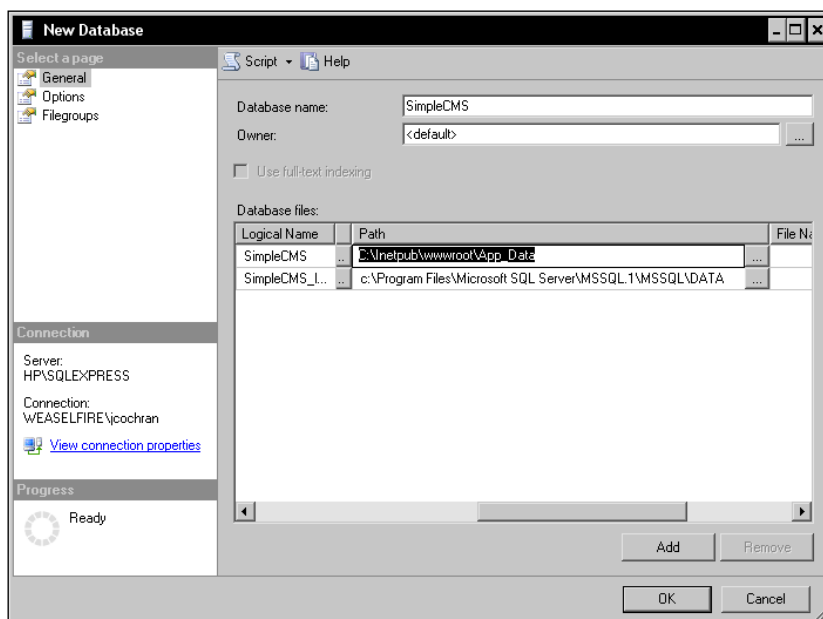 New Database
Select a page
General
Options
Filegroups
Script Help
Database name: SimpleCMS
Owner: <default> ...
Use full-text indexing
Database files:
Logical Name Path File Na
SimpleCMS .. C:\Inetpub\wwwroot\App_Data ...
SimpleCMS_l... .. c:\Program Files\Microsoft SQL Server\MSSQL.1\MSSQL\DATA ...
Connection
Server:
HP\SQLEXPRESS
Connection:
WEASELFIRE\jcochran
View connection properties
Progress
Ready
Add Remove
OK Cancel